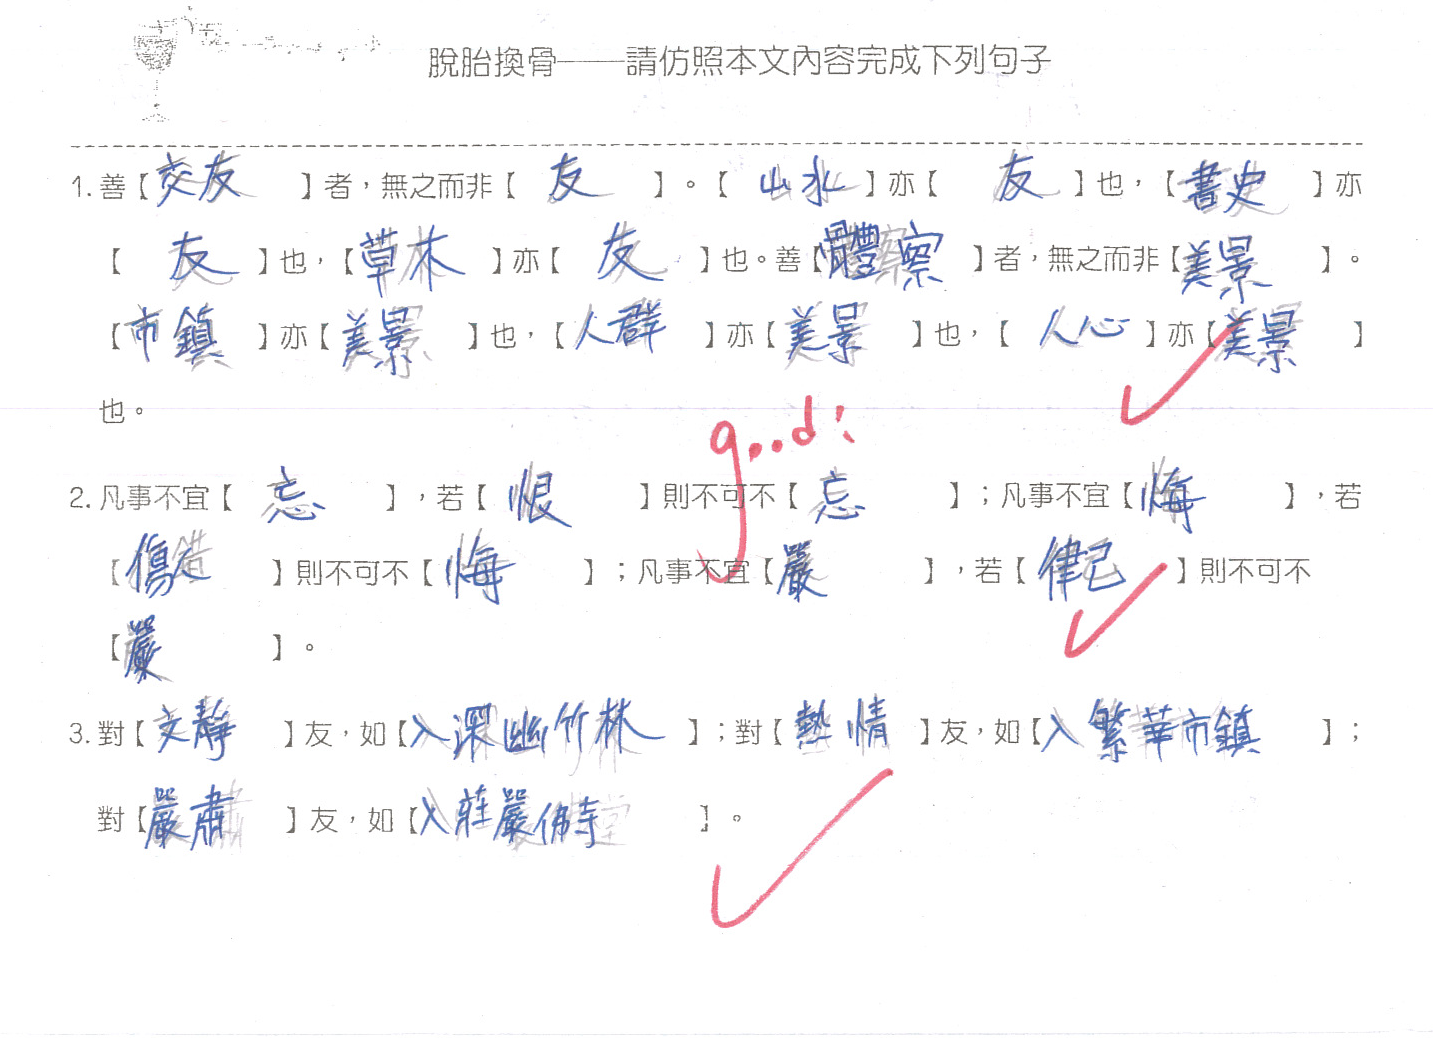 脫胎換骨——請仿照本文內容完成下列句子
1. 善【交友】者，無之而非【友】。【山水】亦【友】也，【書史】亦
【友】也，【草木】亦【友】也。善【體察】者，無之而非【美景】。
【市鎮】亦【美景】也，【人群】亦【美景】也，【人心】亦【美景】
也。
good!
2. 凡事不宜【忘】，若【恨】則不可不【忘】；凡事不宜【悔】，若
【傷人】則不可不【悔】；凡事不宜【嚴】，若【律己】則不可不
【嚴】。
3. 對【文靜】友，如【入深幽竹林】；對【熱情】友，如【入繁華市鎮】；
對【嚴肅】友，如【入莊嚴佛寺】。